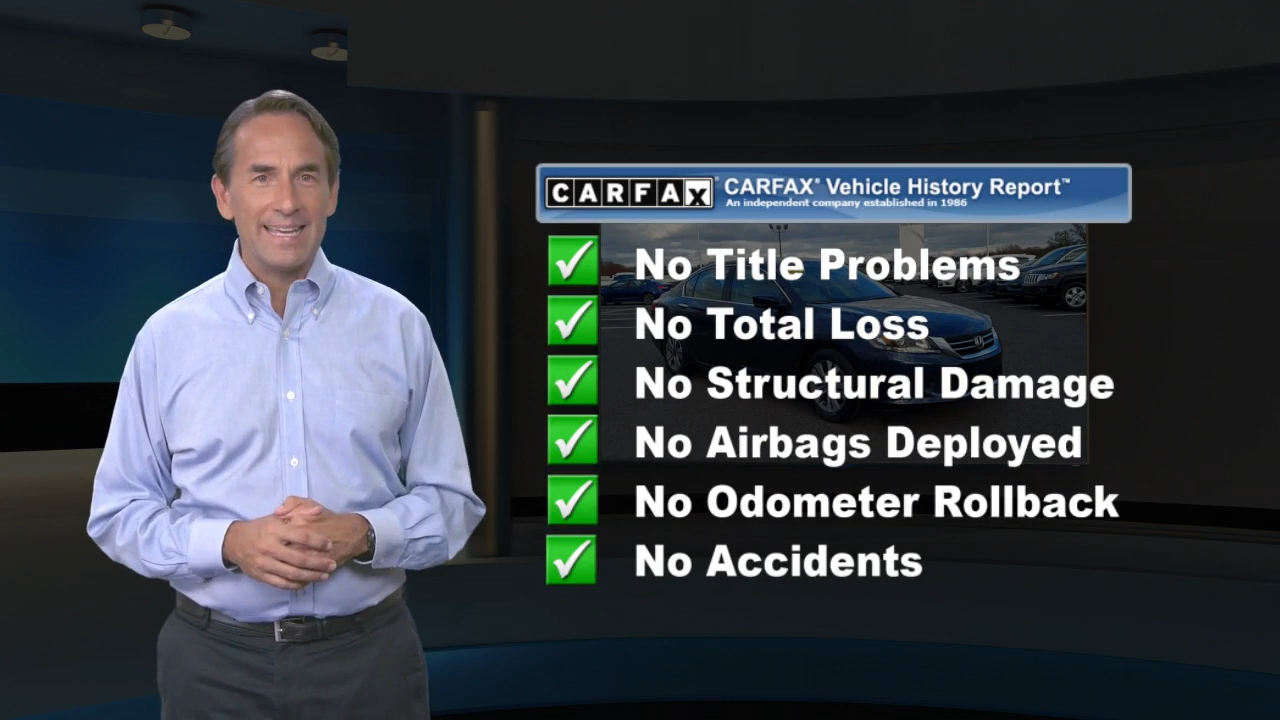 CARFAX® CARFAX® Vehicle History Report™
An independent company established in 1986
No Title Problems
No Total Loss
No Structural Damage
No Airbags Deployed
No Odometer Rollback
No Accidents